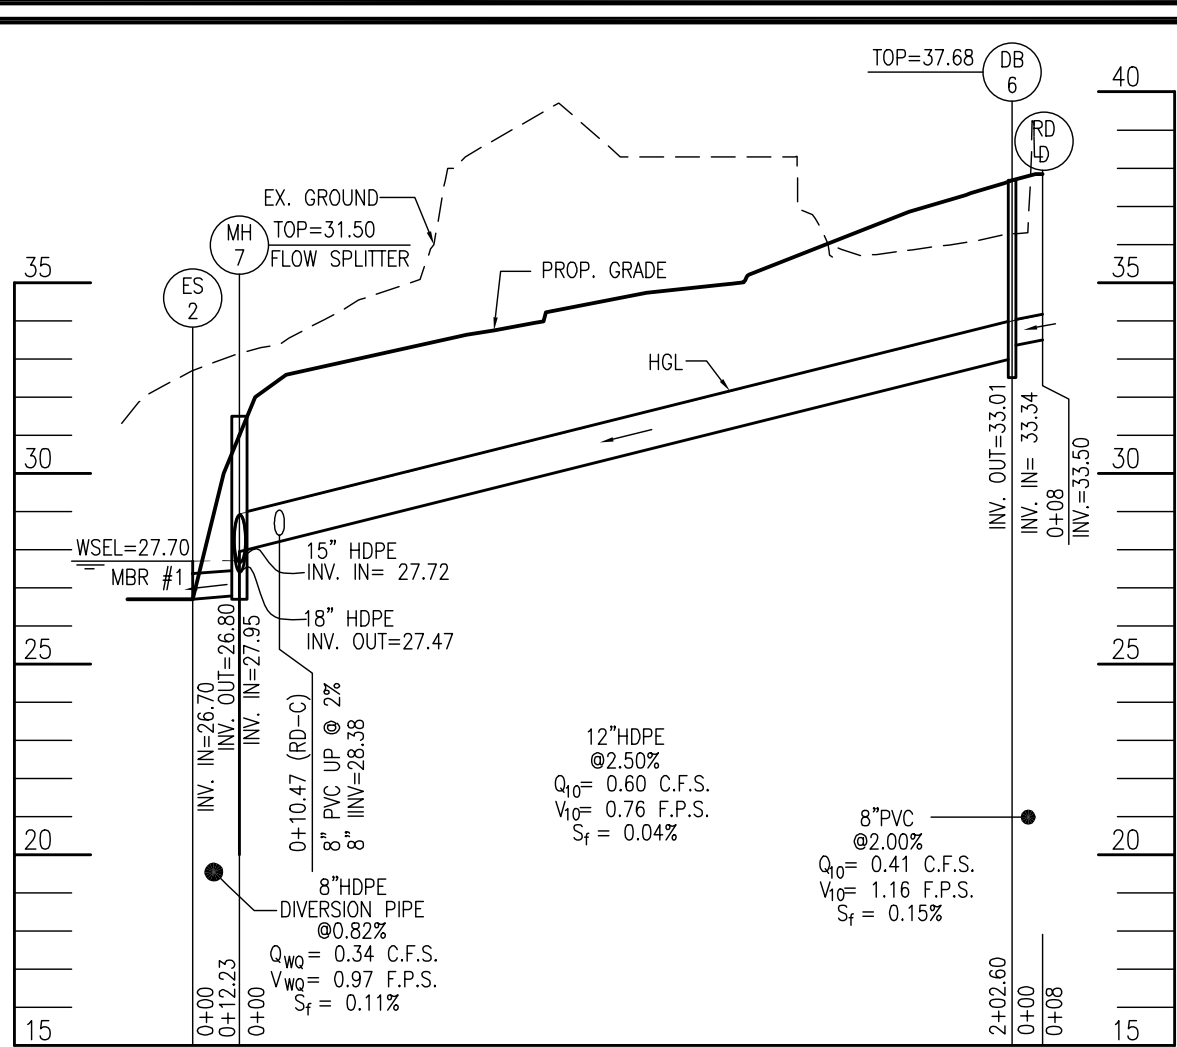 TOP=37.68
DB
6
40
RD
D
EX. GROUND
MH
7
TOP=31.50
FLOW SPLITTER
35
ES
2
PROP. GRADE
35
HGL
30
30
INV. OUT=33.01
INV. IN= 33.34
0+08
INV.=33.50
WSEL=27.70
MBR #1
15" HDPE
INV. IN= 27.72
18" HDPE
INV. OUT=27.47
25
25
INV. IN=26.70
INV. OUT=26.80
INV. IN=27.95
0+10.47 (RD-C)
8" PVC UP @ 2%
8" IINV=28.38
12"HDPE
@2.50%
Q10= 0.60 C.F.S.
V10= 0.76 F.P.S.
Sf = 0.04%
8"PVC
@2.00%
Q10= 0.41 C.F.S.
V10= 1.16 F.P.S.
Sf = 0.15%
20
20
8"HDPE
DIVERSION PIPE
@0.82%
QWQ= 0.34 C.F.S.
VWQ= 0.97 F.P.S.
Sf = 0.11%
0+00
0+12.23
0+00
2+02.60
0+00
0+08
15
15